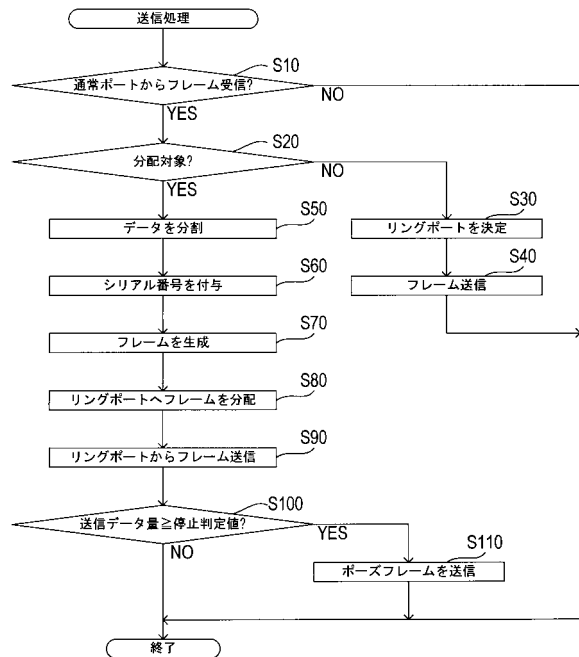 送信処理
S10
通常ポートからフレーム受信?
NO
YES
S20
分配対象?
NO
YES
S50
データを分割
S30
リングポートを決定
S60
シリアル番号を付与
S40
フレーム送信
S70
フレームを生成
S80
リングポートへフレームを分配
S90
リングポートからフレーム送信
S100
送信データ量≧停止判定値?
YES
NO
S110
ポーズフレームを送信
終了